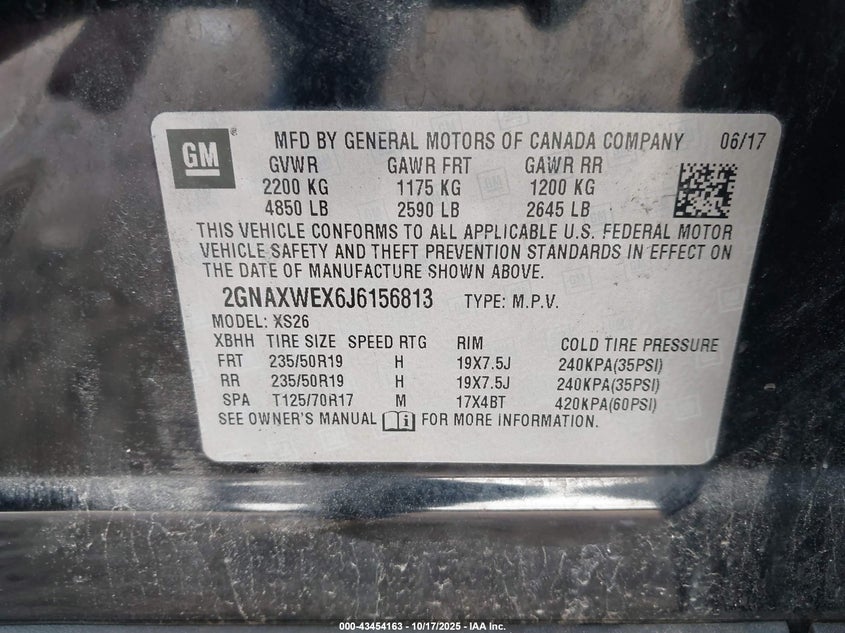 GM
MFD BY GENERAL MOTORS OF CANADA COMPANY 06/17
GVWR GAWR FRT GAWR RR
2200 KG 1175 KG 1200 KG
4850 LB 2590 LB 2645 LB
THIS VEHICLE CONFORMS TO ALL APPLICABLE U.S. FEDERAL MOTOR
VEHICLE SAFETY AND THEFT PREVENTION STANDARDS IN EFFECT ON
THE DATE OF MANUFACTURE SHOWN ABOVE.
2GNAXWEX6J6156813 TYPE: M.P.V.
MODEL: XS26
XBHH TIRE SIZE SPEED RTG RIM COLD TIRE PRESSURE
FRT 235/50R19 H 19X7.5J 240KPA(35PSI)
RR 235/50R19 H 19X7.5J 240KPA(35PSI)
SPA T125/70R17 M 17X4BT 420KPA(60PSI)
SEE OWNER'S MANUAL FOR MORE INFORMATION.
000-43454163 - 10/17/2025 - IAA Inc.